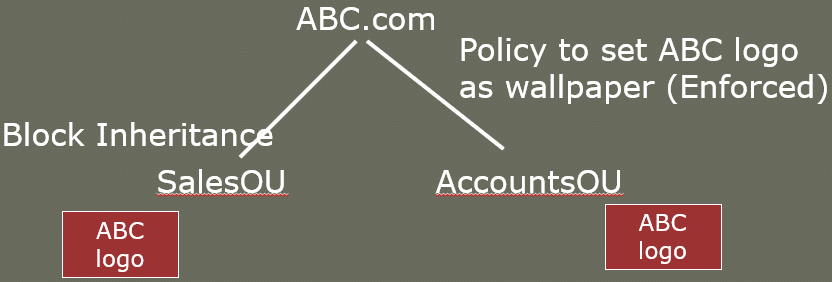 ABC.com
Policy to set ABC logo
as wallpaper (Enforced)
Block Inheritance
SalesOU
AccountsOU
ABC
logo
ABC
logo